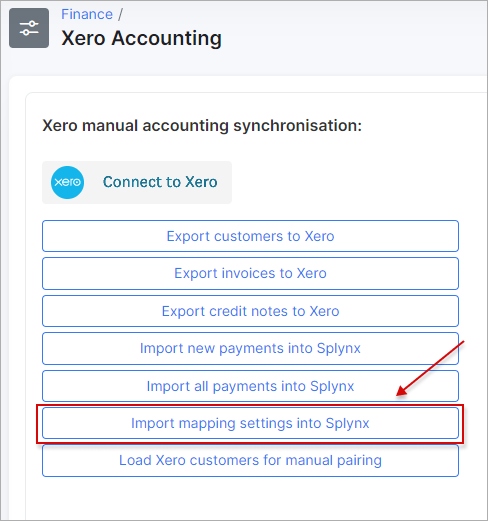 Finance /
Xero Accounting
Xero manual accounting synchronisation:
xero Connect to Xero
Export customers to Xero
Export invoices to Xero
Export credit notes to Xero
Import new payments into Splynx
Import all payments into Splynx
Import mapping settings into Splynx
Load Xero customers for manual pairing